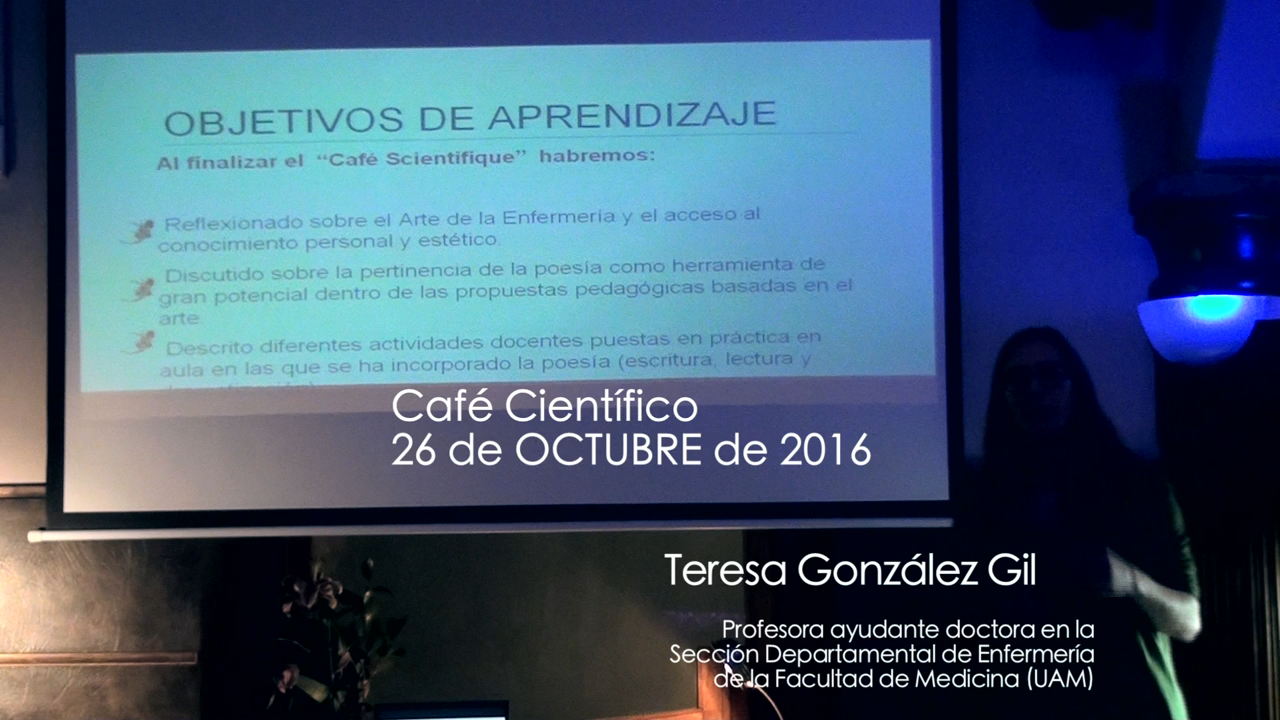 OBJETIVOS DE APRENDIZAJE
Al finalizar el “Café Scientifique” habremos:
Reflexionado sobre el Arte de la Enfermería y el acceso al
conocimiento personal y estético.
Discutido sobre la pertinencia de la poesía como herramienta de
gran potencial dentro de las propuestas pedagógicas basadas en el
arte.
Descrito diferentes actividades docentes puestas en práctica en
aula en las que se ha incorporado la poesía (escritura, lectura y
Café Científico
26 de OCTUBRE de 2016
Teresa González Gil
Profesora ayudante doctora en la
Sección Departamental de Enfermería
de la Facultad de Medicina (UAM)